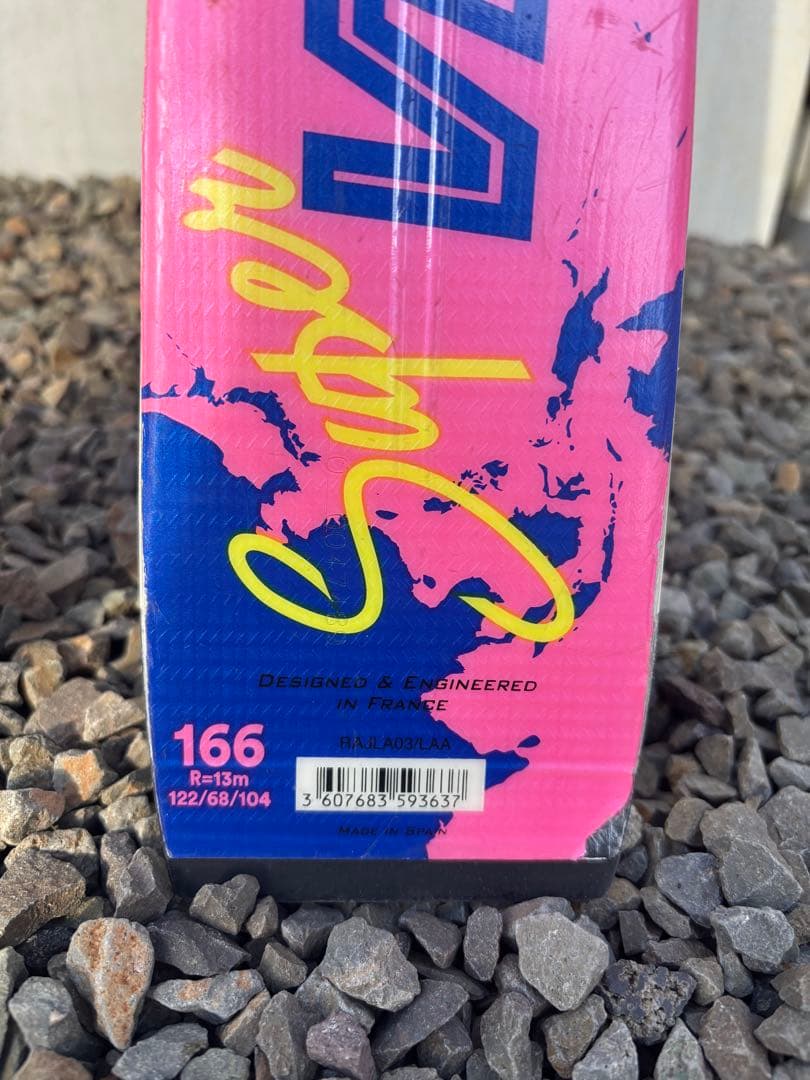 Super
DESIGNED & ENGINEERED
IN FRANCE
166
R=13m
122/68/104
RAJLA03/LAA
3 607683 593637
MADE IN SPAIN